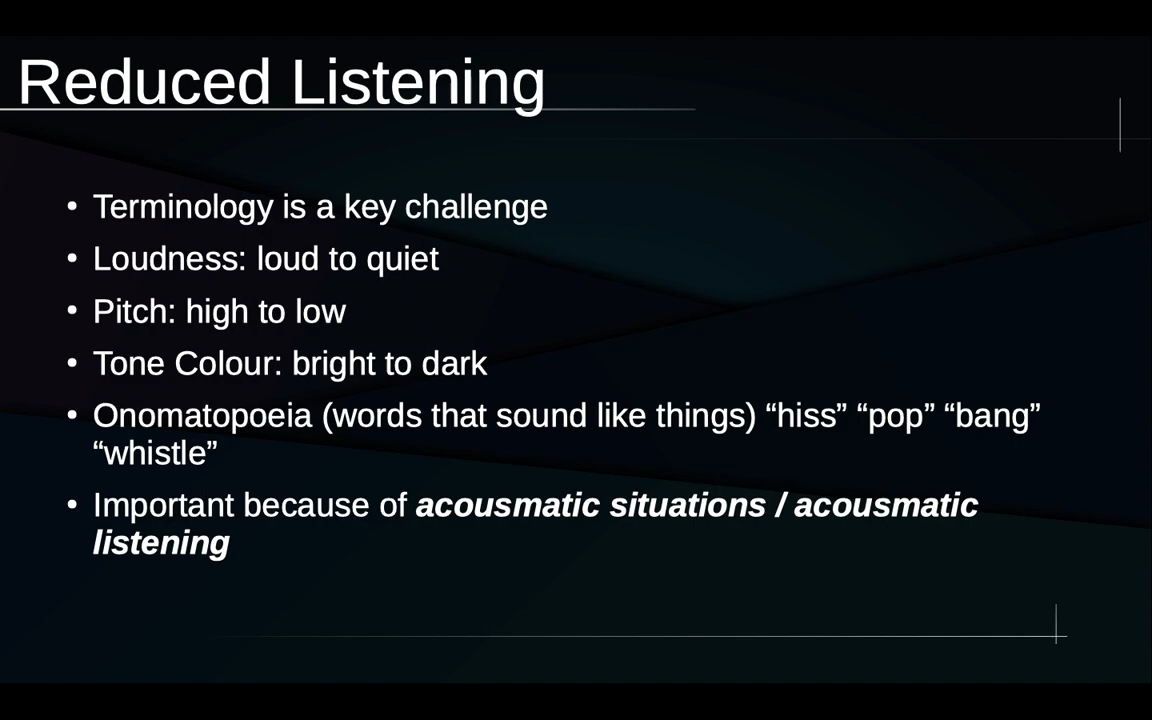 Reduced Listening
• Terminology is a key challenge
• Loudness: loud to quiet
• Pitch: high to low
• Tone Colour: bright to dark
• Onomatopoeia (words that sound like things) “hiss” “pop” “bang”
“whistle”
• Important because of acousmatic situations / acousmatic
listening